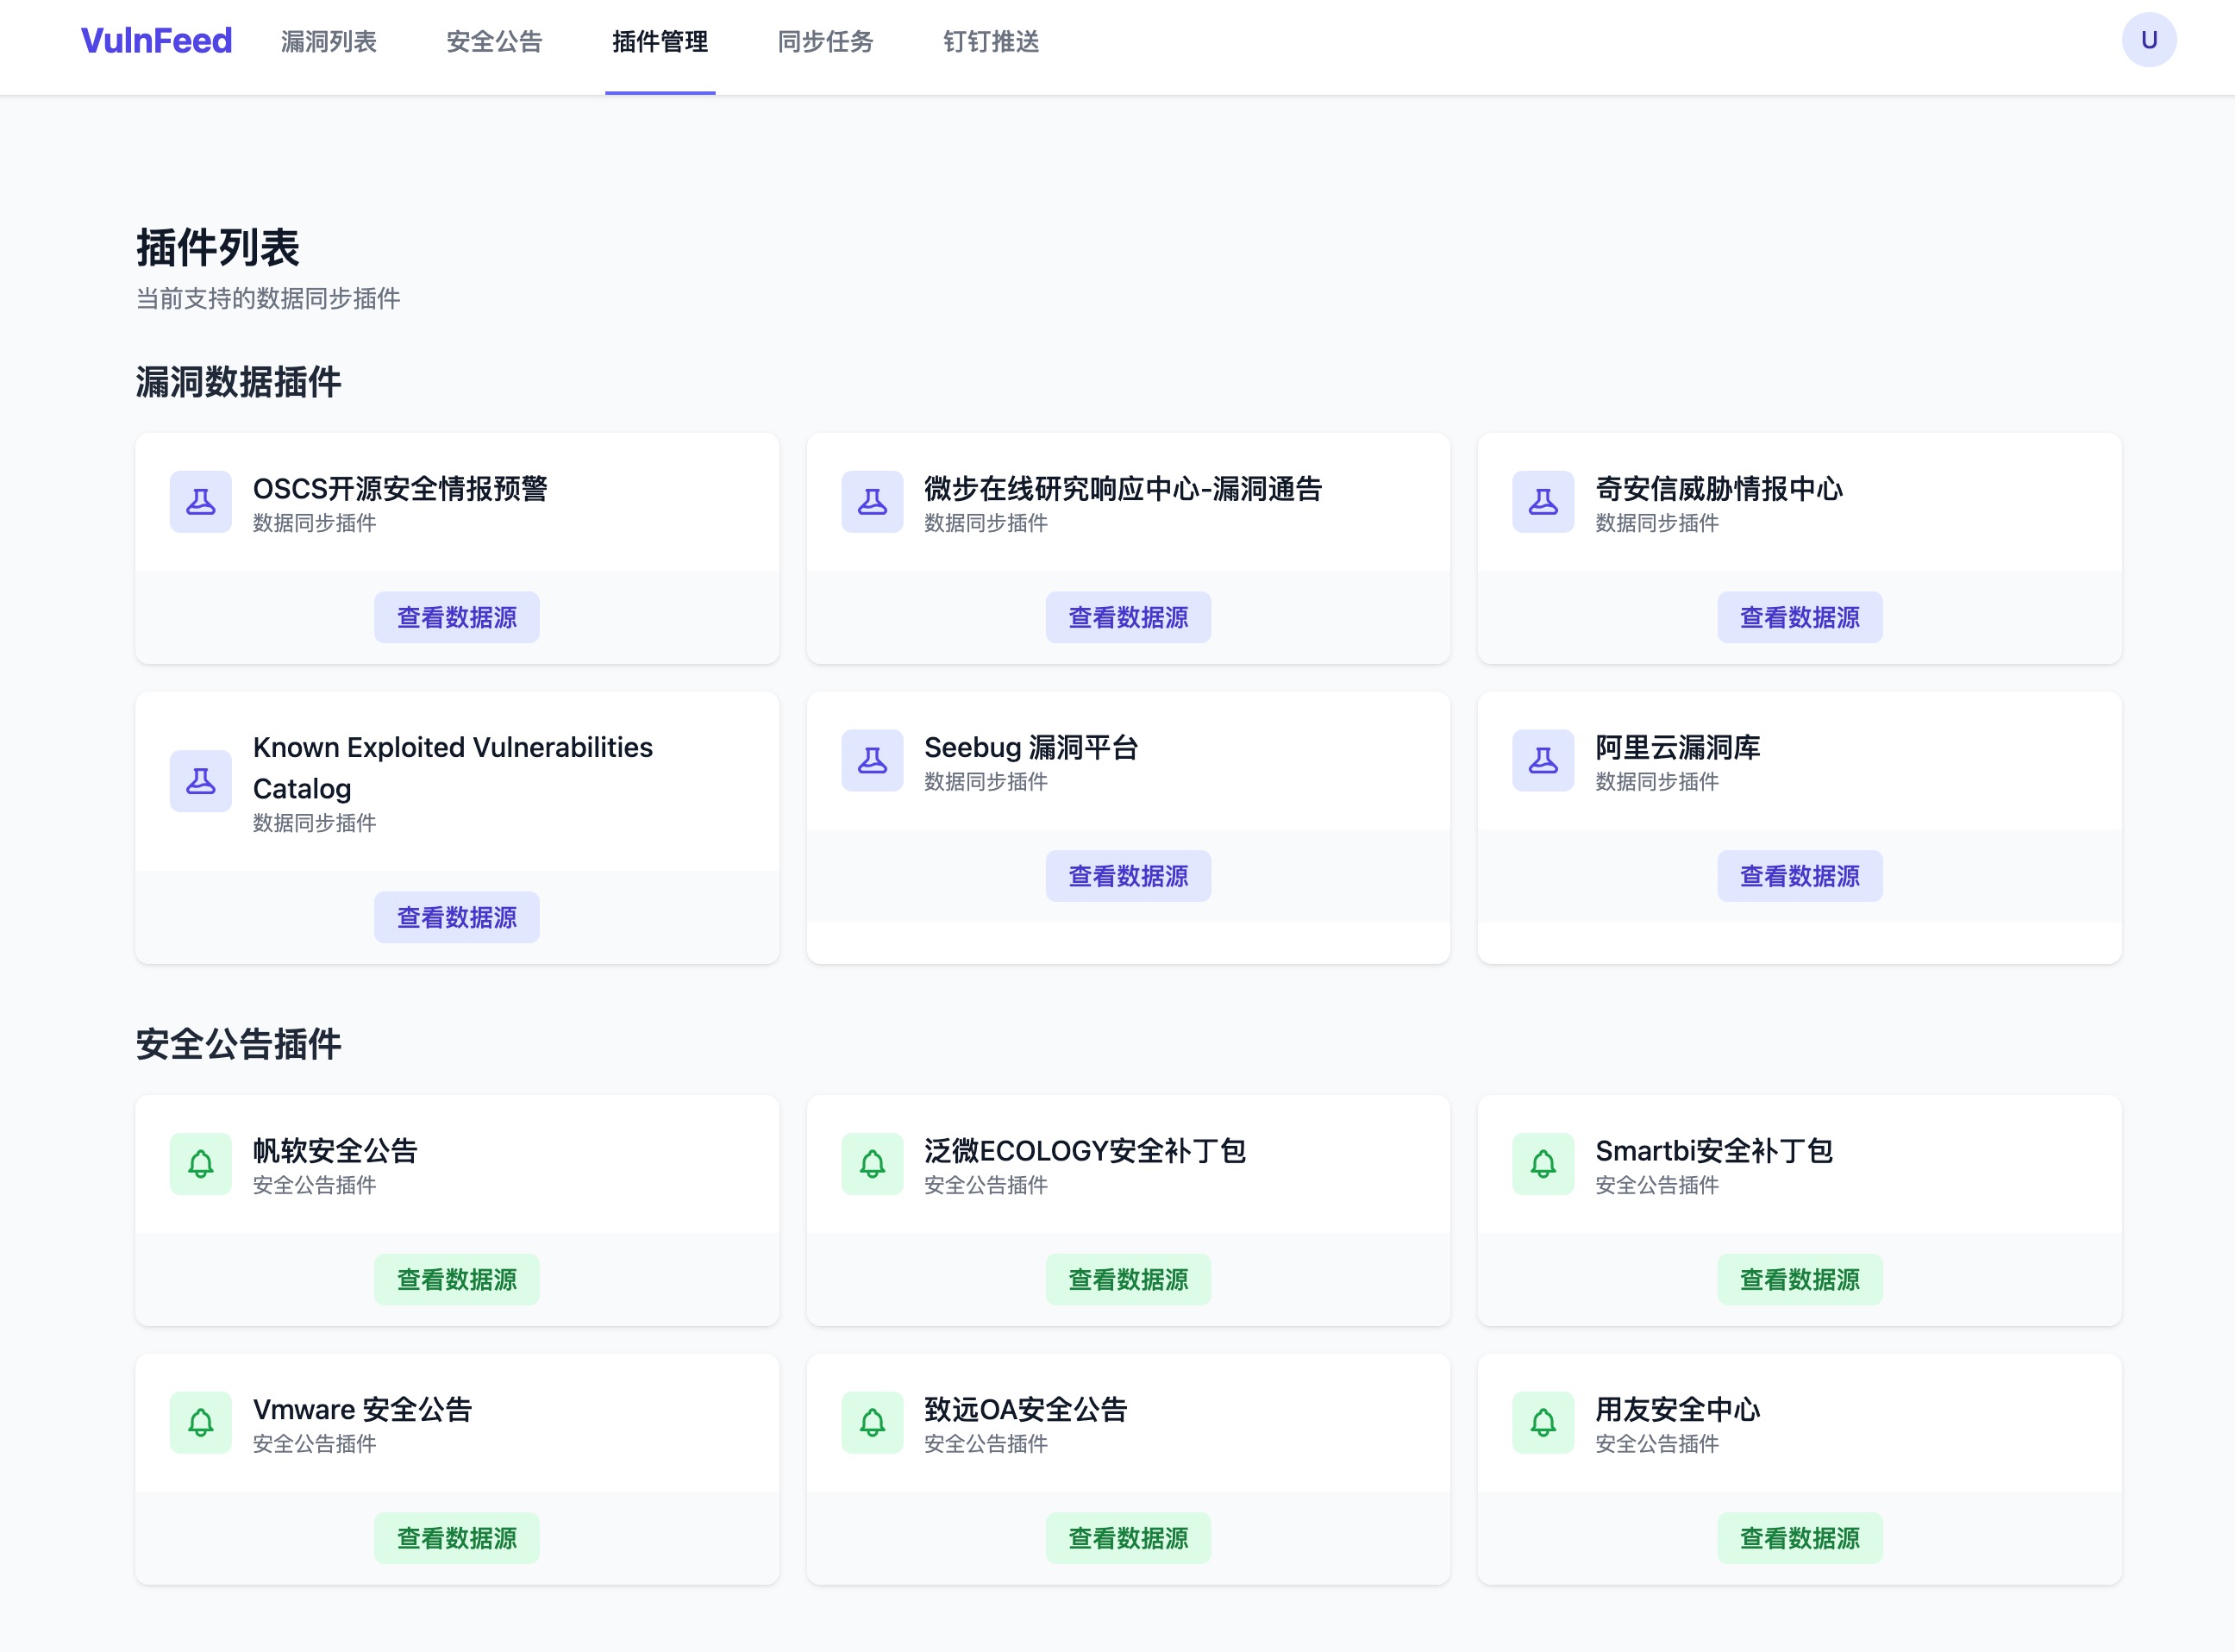 VulnFeed 漏洞列表 安全公告 插件管理 同步任务 钉钉推送 U
插件列表
当前支持的数据同步插件
漏洞数据插件
OSCS开源安全情报预警
数据同步插件
查看数据源
微步在线研究响应中心-漏洞通告
数据同步插件
查看数据源
奇安信威胁情报中心
数据同步插件
查看数据源
Known Exploited Vulnerabilities
Catalog
数据同步插件
查看数据源
Seebug 漏洞平台
数据同步插件
查看数据源
阿里云漏洞库
数据同步插件
查看数据源
安全公告插件
帆软安全公告
安全公告插件
查看数据源
泛微ECOLOGY安全补丁包
安全公告插件
查看数据源
Smartbi安全补丁包
安全公告插件
查看数据源
Vmware 安全公告
安全公告插件
查看数据源
致远OA安全公告
安全公告插件
查看数据源
用友安全中心
安全公告插件
查看数据源